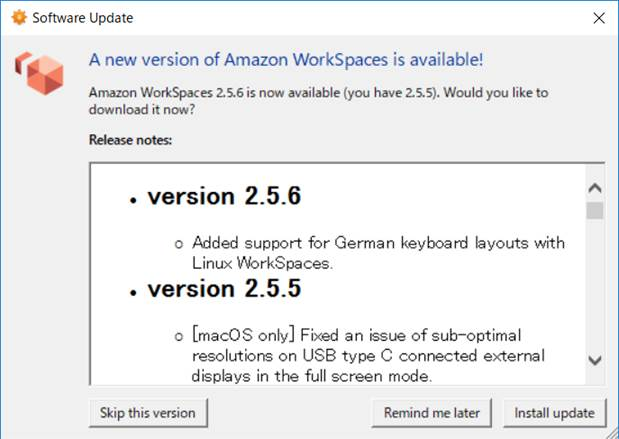 Software Update
A new version of Amazon WorkSpaces is available!
Amazon WorkSpaces 2.5.6 is now available (you have 2.5.5). Would you like to
download it now?
Release notes:
• version 2.5.6
o Added support for German keyboard layouts with
Linux WorkSpaces.
• version 2.5.5
o [macOS only] Fixed an issue of sub-optimal
resolutions on USB type C connected external
displays in the full screen mode.
Skip this version
Remind me later
Install update